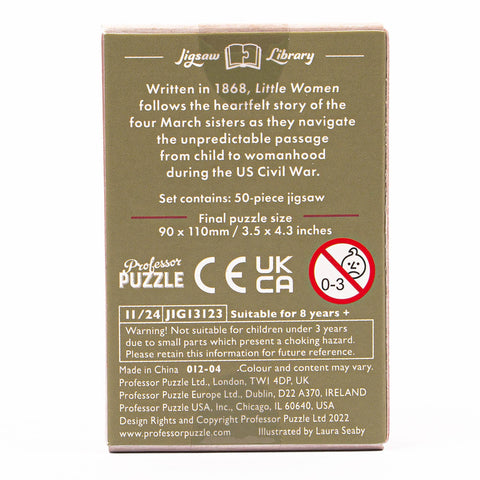 Jigsaw Library
Written in 1868, Little Women
follows the heartfelt story of the
four March sisters as they navigate
the unpredictable passage
from child to womanhood
during the US Civil War.
Set contains: 50-piece jigsaw
Final puzzle size
90 x 110mm / 3.5 x 4.3 inches
Professor
PUZZLE
CE
UK
CA
0-3
11/24 JIG13123 Suitable for 8 years +
Warning! Not suitable for children under 3 years
due to small parts which present a choking hazard.
Please retain this information for future reference.
Made in China 012-04 .Colour and content may vary.
Professor Puzzle Ltd., London, TW1 4DP, UK
Professor Puzzle Europe Ltd., Dublin, D22 A370, IRELAND
Professor Puzzle USA, Inc., Chicago, IL 60640, USA
Design Rights and Copyright Professor Puzzle Ltd 2022
www.professorpuzzle.com Illustrated by Laura Seaby